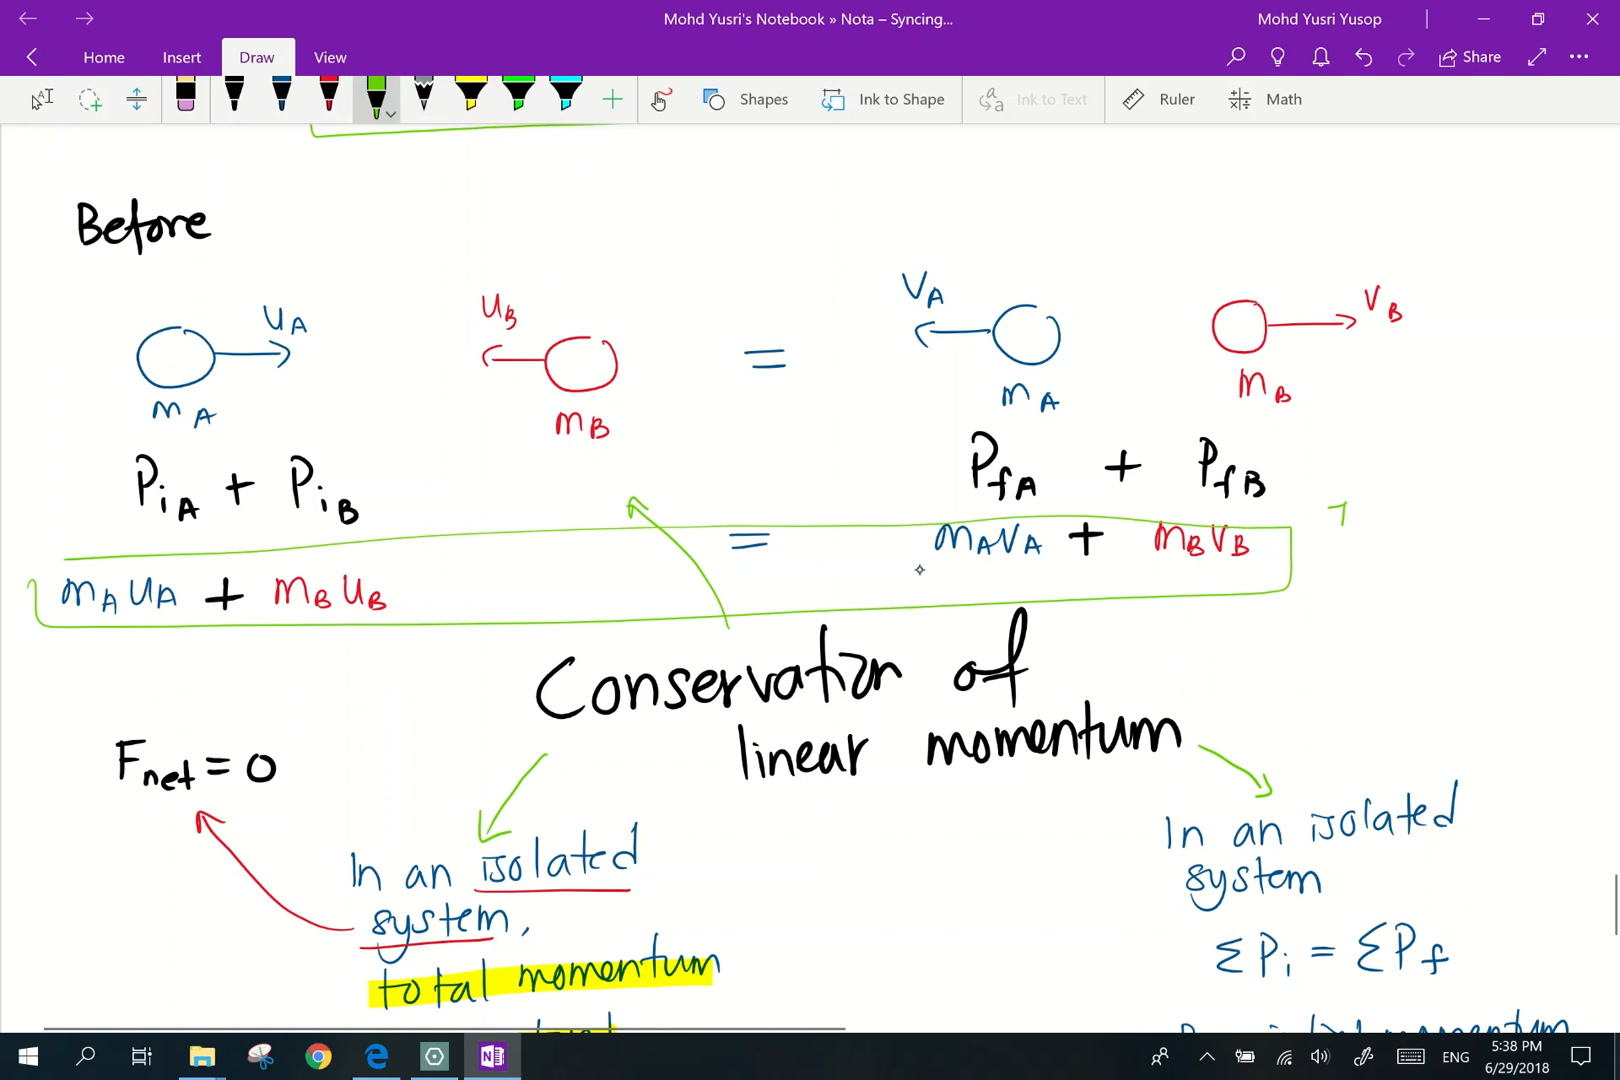 Mohd Yusri's Notebook » Nota – Syncing...
Mohd Yusri Yusop
Home Insert Draw View
Share
Shapes Ink to Shape Ink to Text Ruler Math
Before
uA uB = VA VB
mA mB mA mB
PiA + PiB PfA + PfB
mAuA + mBuB = mAVA + mBVB
Conservation of
linear momentum
Fnet = 0
In an isolated
system,
total momentum
In an isolated
system
ΣPi = ΣPf
momentum
ENG
5:38 PM
6/29/2018